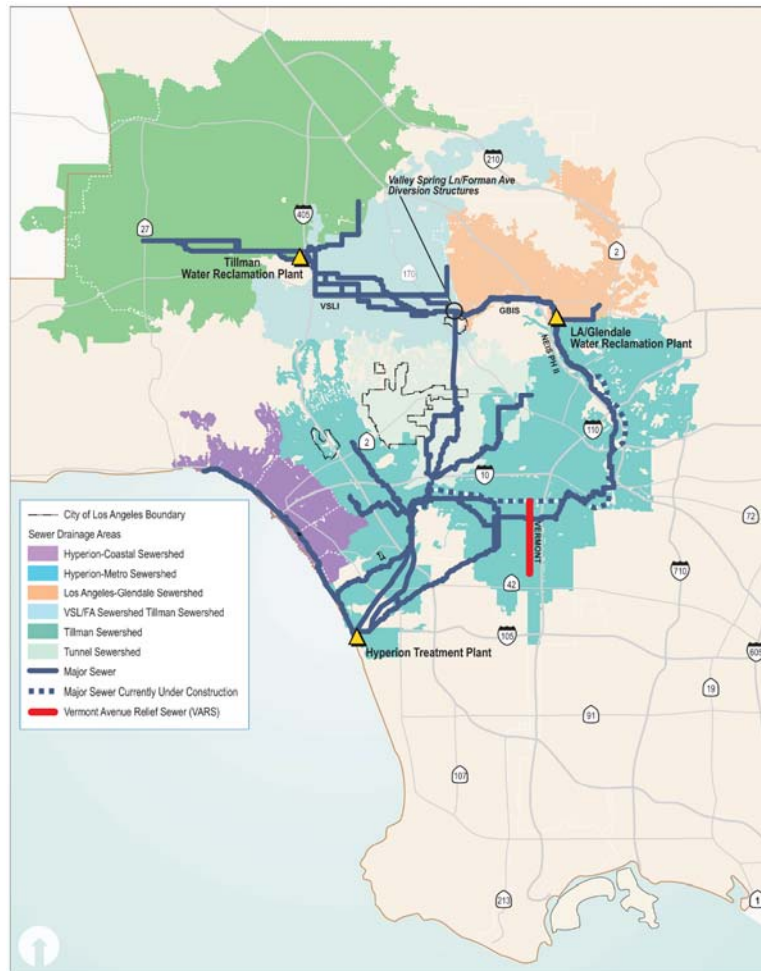 210
Valley Spring Ln/Forman Ave
Diversion Structures
405
27
2
170
Tillman
Water Reclamation Plant
VSLI
GBIS
LA/Glendale
Water Reclamation Plant
NEIS PH II
110
2
10
VERMONT
72
710
42
105
605
Hyperion Treatment Plant
City of Los Angeles Boundary
Sewer Drainage Areas
Hyperion-Coastal Sewershed
Hyperion-Metro Sewershed
Los Angeles-Glendale Sewershed
VSL/FA Sewershed Tillman Sewershed
Tillman Sewershed
Tunnel Sewershed
Major Sewer
Major Sewer Currently Under Construction
Vermont Avenue Relief Sewer (VARS)
19
91
107
213
1